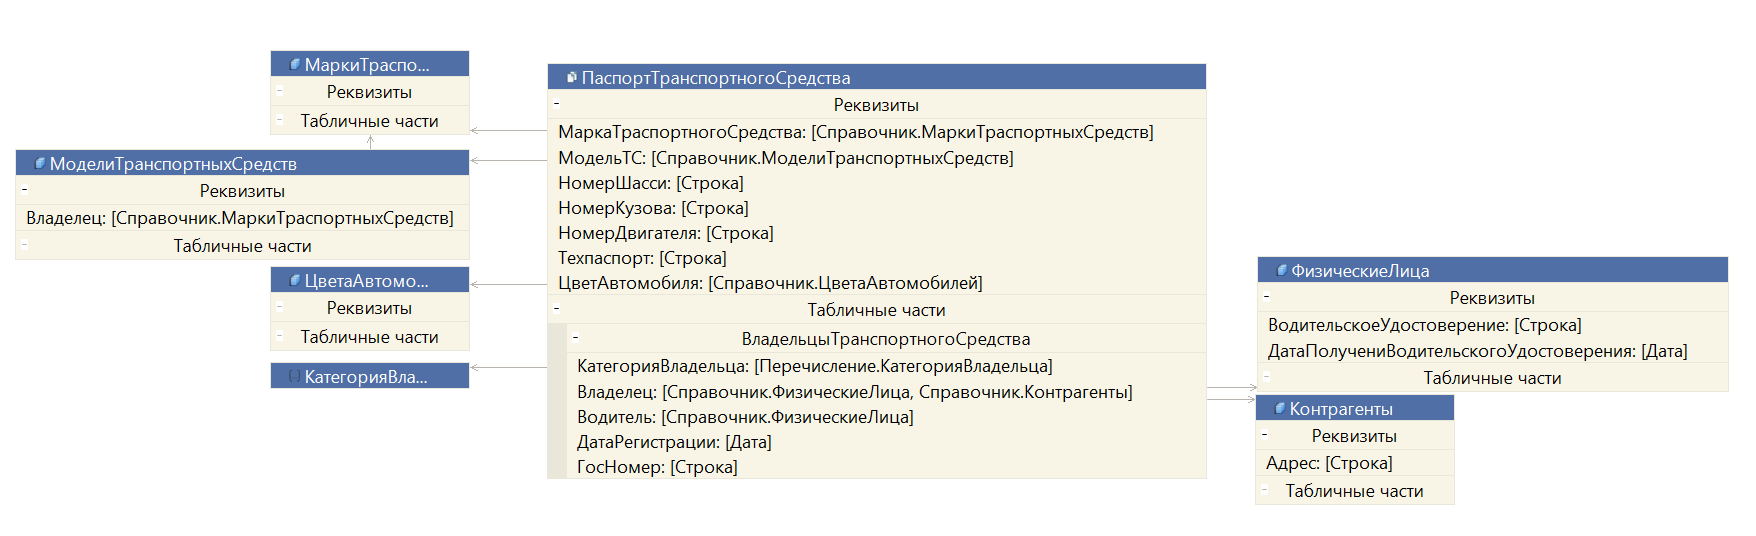 МаркиТраспо...
Реквизиты
Табличные части
МоделиТранспортныхСредств
Реквизиты
Владелец: [Справочник.МаркиТраспортныхСредств]
Табличные части
ЦветаАвтомо...
Реквизиты
Табличные части
КатегорияВла...
ПаспортТранспортногоСредства
Реквизиты
МаркаТраспортногоСредства: [Справочник.МаркиТраспортныхСредств]
МодельТС: [Справочник.МоделиТранспортныхСредств]
НомерШасси: [Строка]
НомерКузова: [Строка]
НомерДвигателя: [Строка]
Техпаспорт: [Строка]
ЦветАвтомобиля: [Справочник.ЦветаАвтомобилей]
Табличные части
ВладельцыТранспортногоСредства
КатегорияВладельца: [Перечисление.КатегорияВладельца]
Владелец: [Справочник.ФизическиеЛица, Справочник.Контрагенты]
Водитель: [Справочник.ФизическиеЛица]
ДатаРегистрации: [Дата]
ГосНомер: [Строка]
ФизическиеЛица
Реквизиты
ВодительскоеУдостоверение: [Строка]
ДатаПолучениВодительскогоУдостоверения: [Дата]
Табличные части
Контрагенты
Реквизиты
Адрес: [Строка]
Табличные части